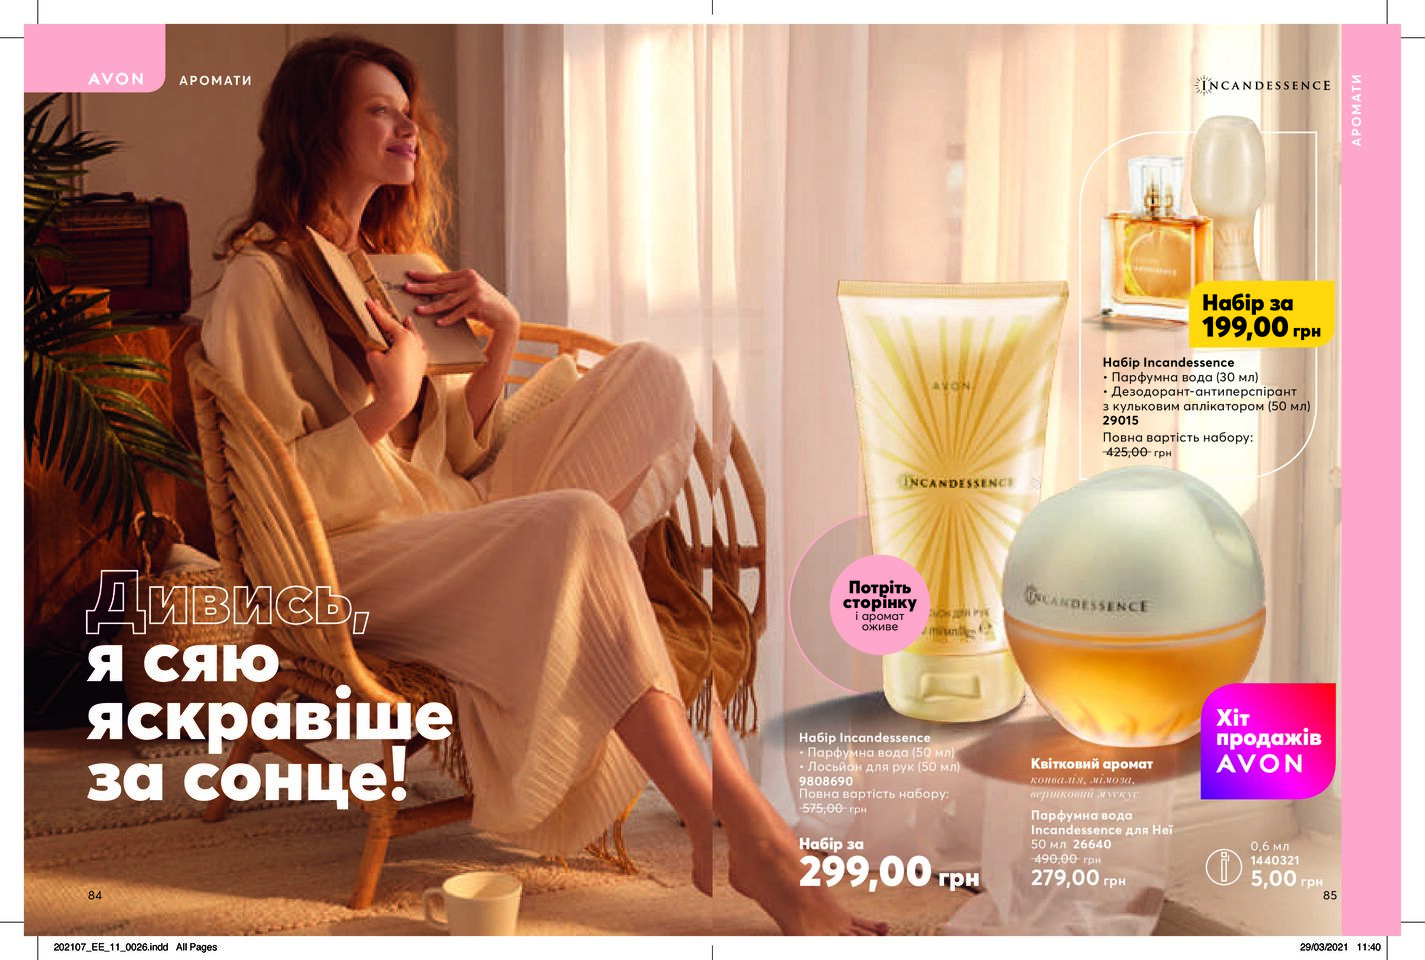 AVON АРОМАТИ
Дивись,
я сяю
яскравіше
за сонце!
84
INCANDESSENCE
АРОМАТИ
Набір за
199,00 грн
Набір Incandessence
• Парфумна вода (30 мл)
• Дезодорант-антиперспірант
з кульковим аплікатором (50 мл)
29015
Повна вартість набору:
425,00 грн
AVON
INCANDESSENCE
INCANDESSENCE
Потріть
сторінку
і аромат
оживе
Хіт
продажів
AVON
Набір Incandessence
• Парфумна вода (50 мл)
• Лосьйон для рук (50 мл)
9808690
Повна вартість набору:
575,00 грн
Набір за
299,00 грн
Квітковий аромат
конвалія, мімоза,
вершковий мускус
Парфумна вода
Incandessence для Неї
50 мл 26640
490,00 грн
279,00 грн
0,6 мл
1440321
5,00 грн
85
202107_EE_11_0026.indd All Pages
29/03/2021 11:40